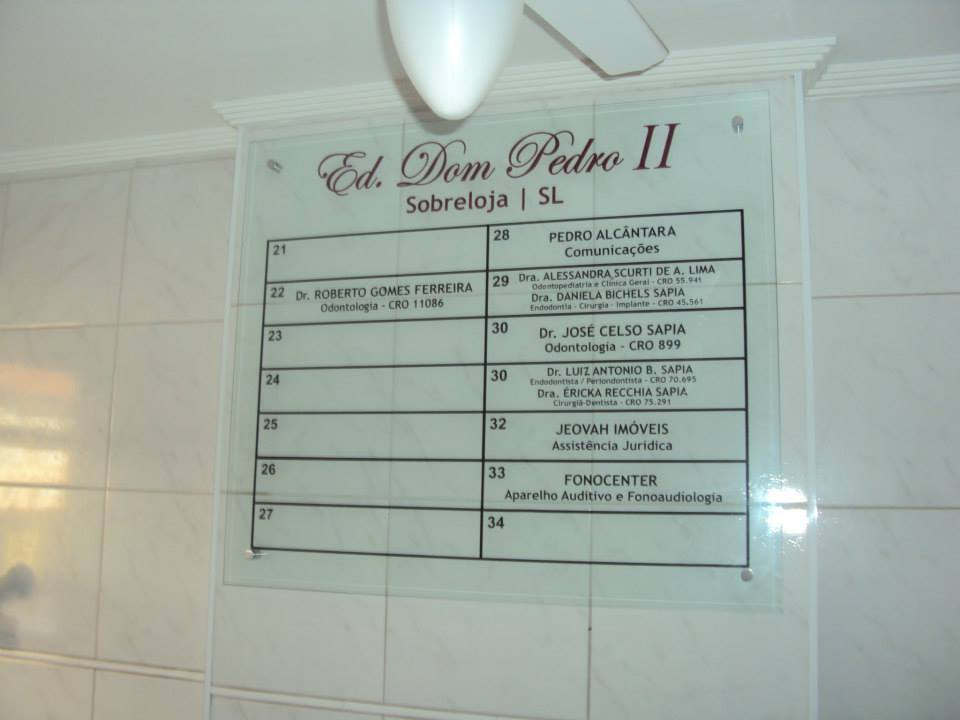 Ed. Dom Pedro II
Sobreloja | SL
21
22 Dr. ROBERTO GOMES FERREIRA
Odontologia - CRO 11086
23
24
25
26
27
28 PEDRO ALCÂNTARA
Comunicações
29 Dra. ALESSANDRA SCURTI DE A. LIMA
Odontopediatria e Clínica Geral - CRO 55.941
Dra. DANIELA BICHELS SAPIA
Endodontia - Cirurgia - Implante - CRO 45.561
30 Dr. JOSÉ CELSO SAPIA
Odontologia - CRO 899
30 Dr. LUIZ ANTONIO B. SAPIA
Endodontista / Periondontista - CRO 70.695
Dra. ÉRICKA RECCHIA SAPIA
Cirurgiã-Dentista - CRO 75.291
32 JEOVAH IMÓVEIS
Assistência Juridica
33 FONOCENTER
Aparelho Auditivo e Fonoaudiologia
34